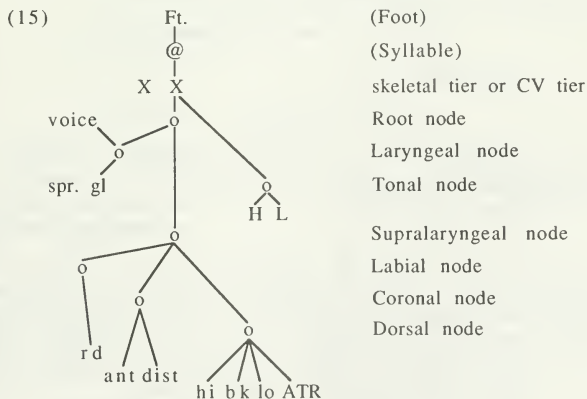 (15) Ft. (Foot)
@ (Syllable)
X X skeletal tier or CV tier
voice o Root node
o Laryngeal node
spr. gl o Tonal node
H L
o Supralaryngeal node
o Labial node
o Coronal node
o Dorsal node
rd
ant dist
hi bk lo ATR